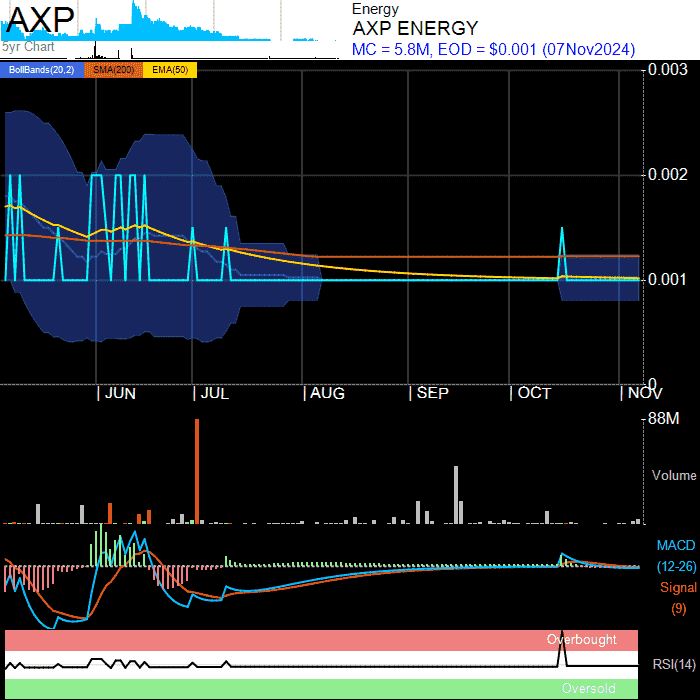 AXP
5yr Chart
Energy
AXP ENERGY
MC = 5.8M, EOD = $0.001 (07Nov2024)
BollBands(20,2) SMA(200) EMA(50)
0.003
0.002
0.001
0
| JUN | JUL | AUG | SEP | OCT | NOV
88M
Volume
MACD
(12-26)
Signal
(9)
Overbought
RSI(14)
Oversold